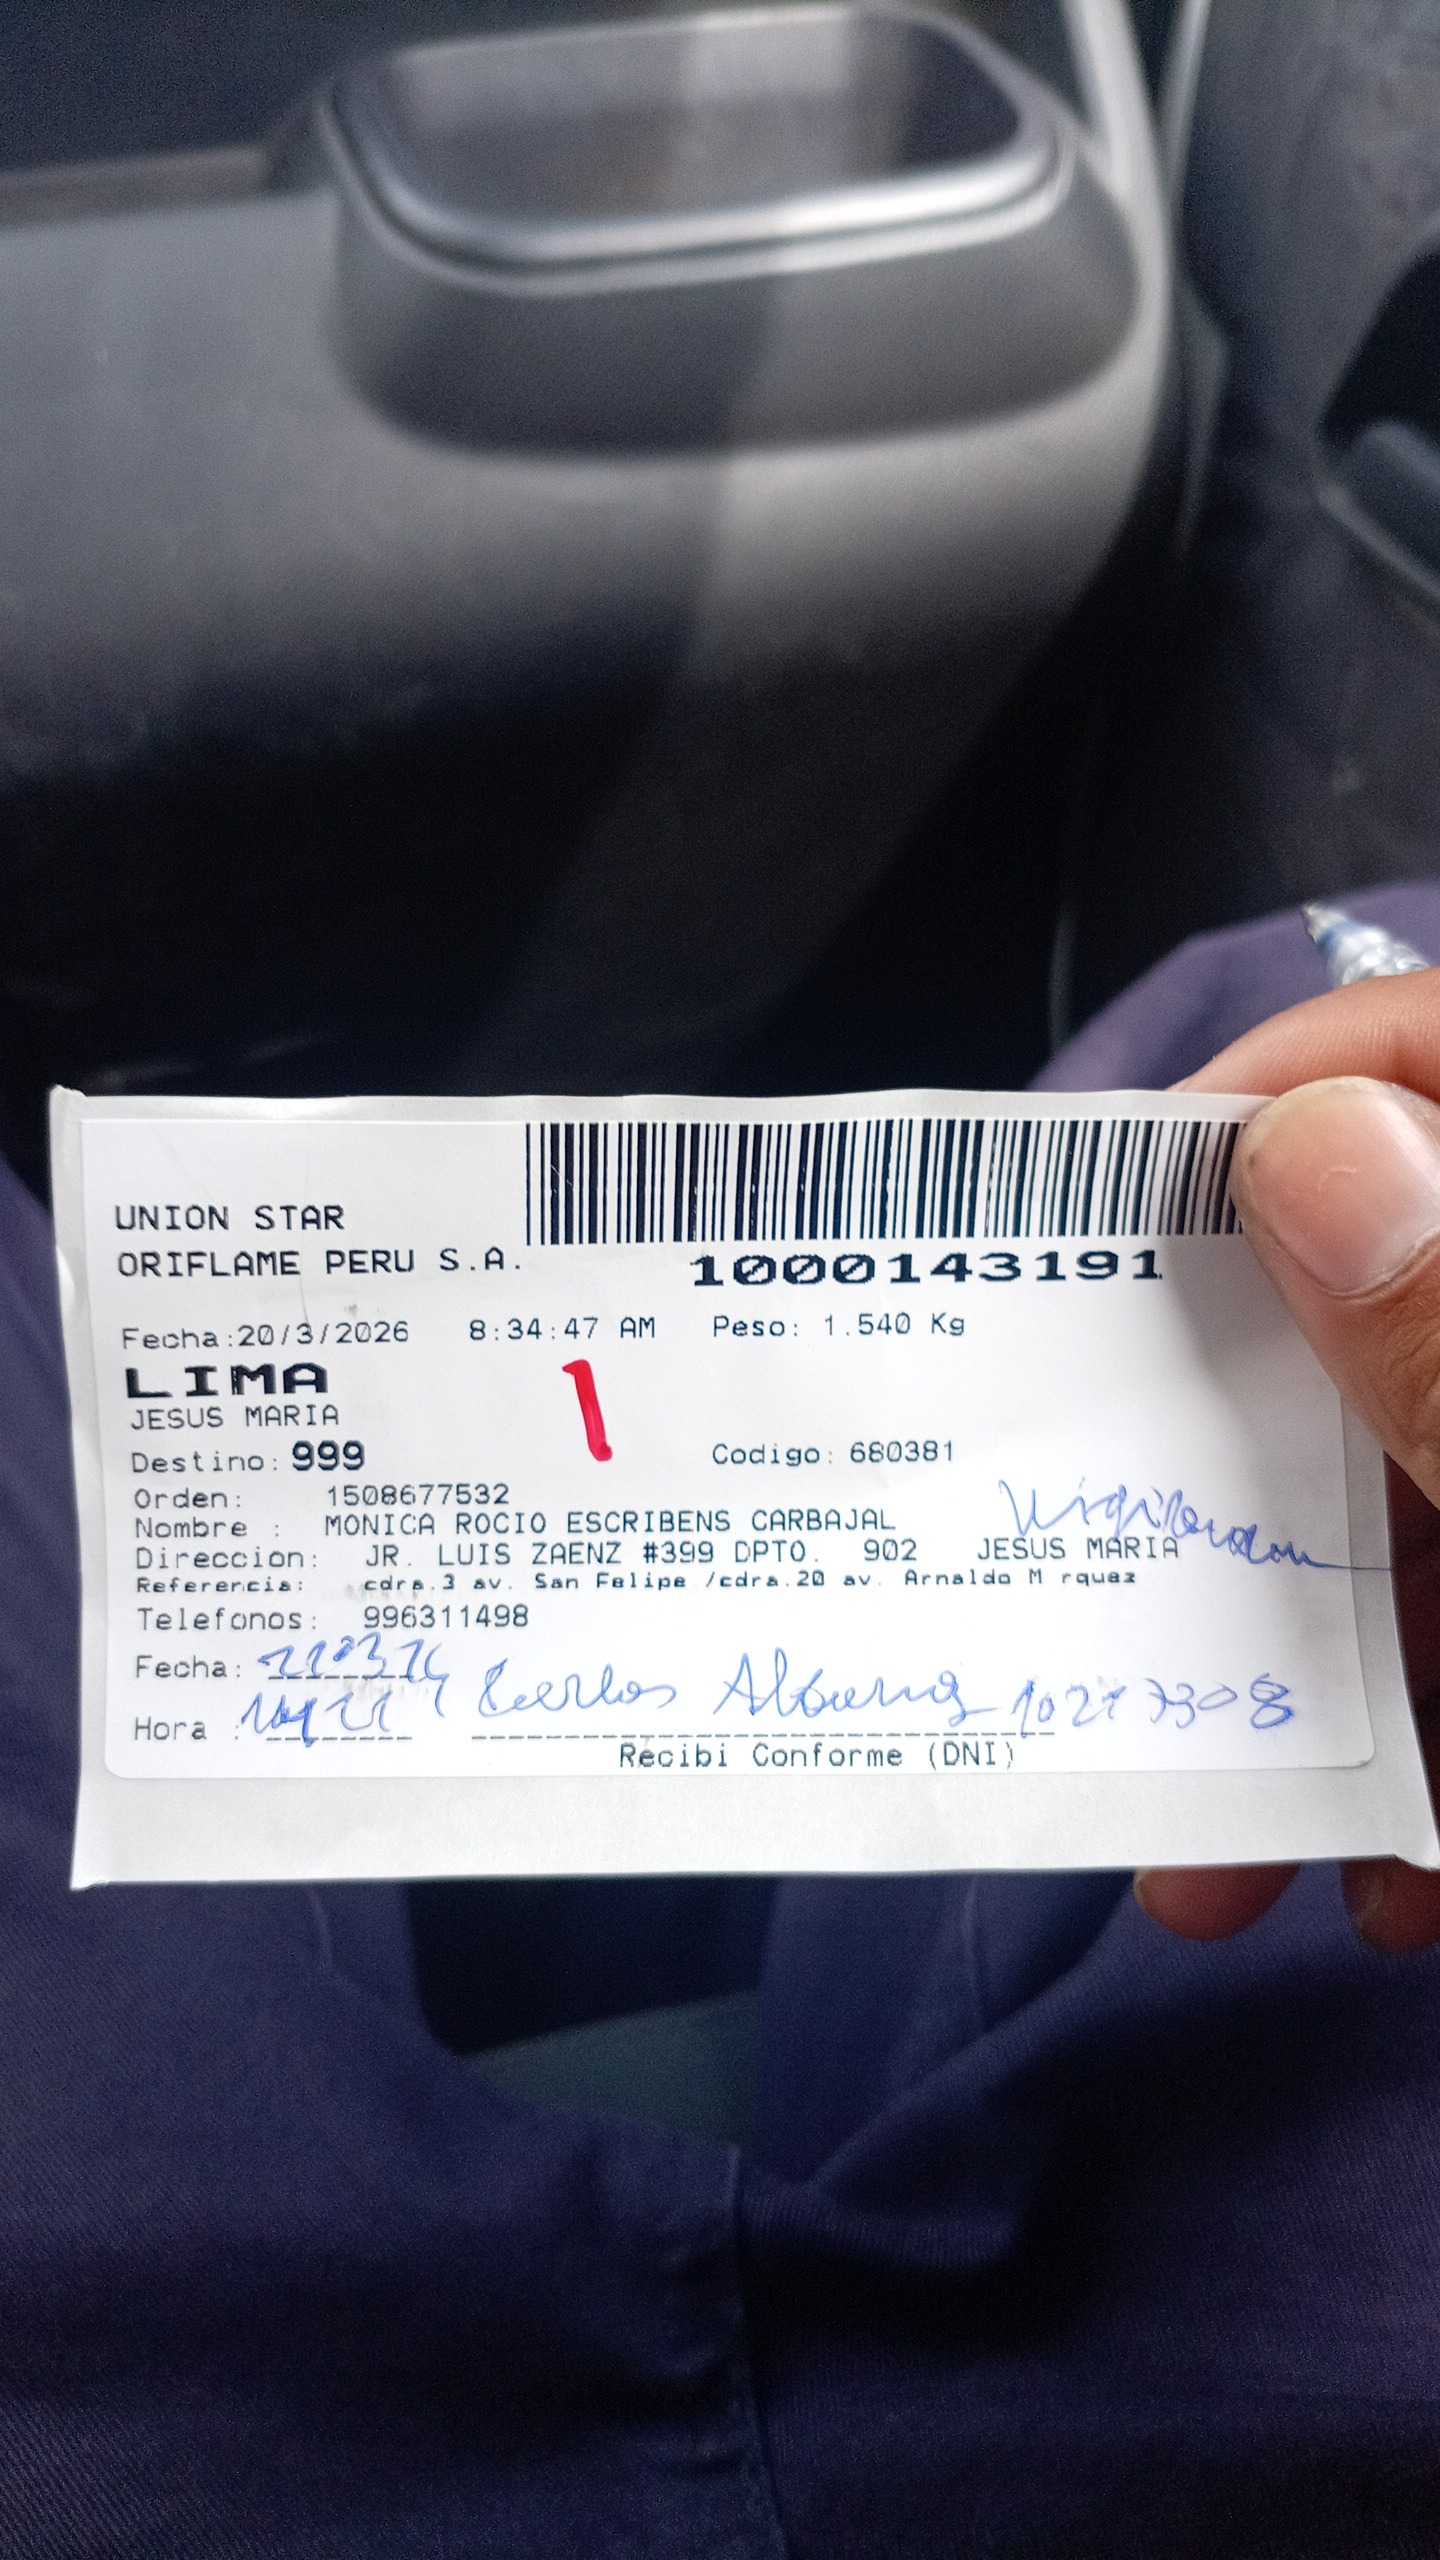 UNION STAR
ORIFLAME PERU S.A.
1000143191
Fecha:20/3/2026 8:34:47 AM Peso: 1.540 Kg
LIMA
1
JESUS MARIA
Destino: 999 Codigo: 680381
Orden: 1508677532
Nombre : MONICA ROCIO ESCRIBENS CARBAJAL
Direccion: JR. LUIS ZAENZ #399 DPTO. 902 JESUS MARIA
Referencia: cdra.3 av. San Felipe /cdra.20 av. Arnaldo M rquez
Telefonos: 996311498
Fecha:
Hora : Carlos
Recibi Conforme (DNI)